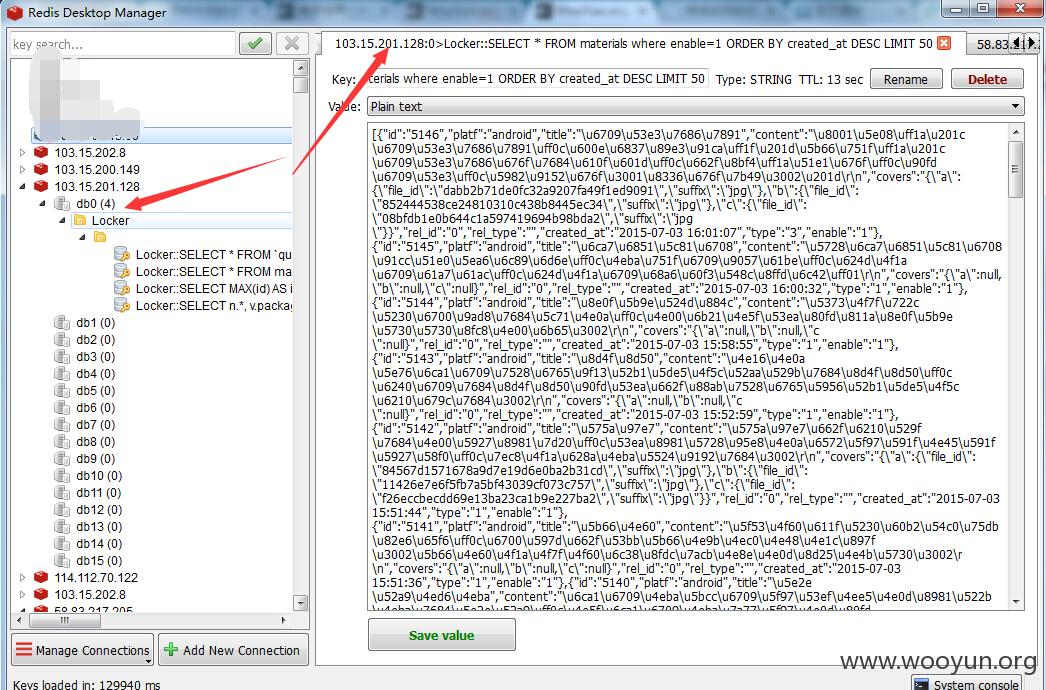 Redis Desktop Manager
key search...
103.15.202.8
103.15.200.149
103.15.201.128
db0 (4)
Locker
Locker::SELECT * FROM `qu
Locker::SELECT * FROM ma
Locker::SELECT MAX(id) AS i
Locker::SELECT n.*, v.packa
db1 (0)
db2 (0)
db3 (0)
db4 (0)
db5 (0)
db6 (0)
db7 (0)
db8 (0)
db9 (0)
db10 (0)
db11 (0)
db12 (0)
db13 (0)
db14 (0)
db15 (0)
114.112.70.122
103.15.202.8
58.83.217.205
Manage Connections
Add New Connection
Keys loaded in: 129940 ms
103.15.201.128:0>Locker::SELECT * FROM materials where enable=1 ORDER BY created_at DESC LIMIT 50
Key: terials where enable=1 ORDER BY created_at DESC LIMIT 50 Type: STRING TTL: 13 sec Rename Delete
Value: Plain text
[{"id":"5146","platf":"android","title":"\u6709\u53e3\u7686\u7891","content":"\u8001\u5e08\uff1a\u201c
\u6709\u53e3\u7686\u7891\uff0c\u600e\u6837\u89e3\u91ca\uff1f\u201d\u5b66\u751f\uff1a\u201c
\u6709\u53e3\u7686\u676f\u7684\u610f\u601d\uff0c\u662f\u8bf4\uff1a\u51e1\u676f\uff0c\u90fd
\u6709\u53e3\uff0c\u5982\u9152\u676f\u3001\u8336\u676f\u7b49\u3002\u201d\r\n","covers":"{\"a\":
{\"file_id\":\"dabb2b71de0fc32a9207fa49f1ed9091\",\"suffix\":\"jpg\"},\"b\":{\"file_id\":
\"852444538ce24810310c438b8445ec34\",\"suffix\":\"jpg\"},\"c\":{\"file_id\":
\"08bfdb1e0b644c1a597419694b98bda2\",\"suffix\":\"jpg
\"}}","rel_id":"0","rel_type":"","created_at":"2015-07-03 16:01:07","type":"3","enable":"1"},
{"id":"5145","platf":"android","title":"\u6ca7\u6851\u5c81\u6708","content":"\u5728\u6ca7\u6851\u5c81\u6708
\u91cc\u51e0\u5ea6\u6c89\u6d6e\uff0c\u4eba\u751f\u6709\u9057\u61be\uff0c\u624d\u4f1a
\u6709\u61a7\u61ac\uff0c\u624d\u4f1a\u6709\u68a6\u60f3\u548c\u8ffd\u6c42\uff01\r\n","covers":"{\"a\":null,
\"b\":null,\"c\":null}","rel_id":"0","rel_type":"","created_at":"2015-07-03 16:00:32","type":"1","enable":"1"},
{"id":"5144","platf":"android","title":"\u8e0f\u5b9e\u524d\u884c","content":"\u5373\u4f7f\u722c
\u5230\u6700\u9ad8\u7684\u5c71\u4e0a\uff0c\u4e00\u6b21\u4e5f\u53ea\u80fd\u811a\u8e0f\u5b9e
\u5730\u5730\u8fc8\u4e00\u6b65\u3002\r\n","covers":"{\"a\":null,\"b\":null,\"c
\":null}","rel_id":"0","rel_type":"","created_at":"2015-07-03 15:58:55","type":"1","enable":"1"},
{"id":"5143","platf":"android","title":"\u8d4f\u8d50","content":"\u4e16\u4e0a
\u5e76\u6ca1\u6709\u7528\u6765\u9f13\u52b1\u5de5\u4f5c\u52aa\u529b\u7684\u8d4f\u8d50\uff0c
\u6240\u6709\u7684\u8d4f\u8d50\u90fd\u53ea\u662f\u88ab\u7528\u6765\u5956\u52b1\u5de5\u4f5c
\u6210\u679c\u7684\u3002\r\n","covers":"{\"a\":null,\"b\":null,\"c
\":null}","rel_id":"0","rel_type":"","created_at":"2015-07-03 15:52:59","type":"1","enable":"1"},
{"id":"5142","platf":"android","title":"\u575a\u97e7","content":"\u575a\u97e7\u662f\u6210\u529f
\u7684\u4e00\u5927\u8981\u7d20\uff0c\u53ea\u8981\u5728\u95e8\u4e0a\u6572\u5f97\u591f\u4e45\u591f
\u5927\u58f0\uff0c\u7ec8\u4f1a\u628a\u4eba\u5524\u9192\u7684\u3002\r\n","covers":"{\"a\":{\"file_id\":
\"84567d1571678a9d7e19d6e0ba2b31cd\",\"suffix\":\"jpg\"},\"b\":{\"file_id\":
\"11426e7e6f5fb7a5bf43039cf073c757\",\"suffix\":\"jpg\"},\"c\":{\"file_id\":
\"f26eccbecdd69e13ba23ca1b9e227ba2\",\"suffix\":\"jpg\"}}","rel_id":"0","rel_type":"","created_at":"2015-07-03
15:51:44","type":"1","enable":"1"},
{"id":"5141","platf":"android","title":"\u5b66\u4e60","content":"\u5f53\u4f60\u611f\u5230\u60b2\u54c0\u75db
\u82e6\u65f6\uff0c\u6700\u597d\u662f\u53bb\u5b66\u4e9b\u4ec0\u4e48\u4e1c\u897f
\u3002\u5b66\u4e60\u4f1a\u4f7f\u4f60\u6c38\u8fdc\u7acb\u4e8e\u4e0d\u8d25\u4e4b\u5730\u3002\r
\n","covers":"{\"a\":null,\"b\":null,\"c\":null}","rel_id":"0","rel_type":"","created_at":"2015-07-03
15:51:36","type":"1","enable":"1"},{"id":"5140","platf":"android","title":"\u5e2e
\u52a9\u4ed6\u4eba","content":"\u6ca1\u6709\u4eba\u5bcc\u6709\u5f97\u53ef\u4ee5\u4e0d\u8981\u522b
Save value
www.wooyun.org
System console